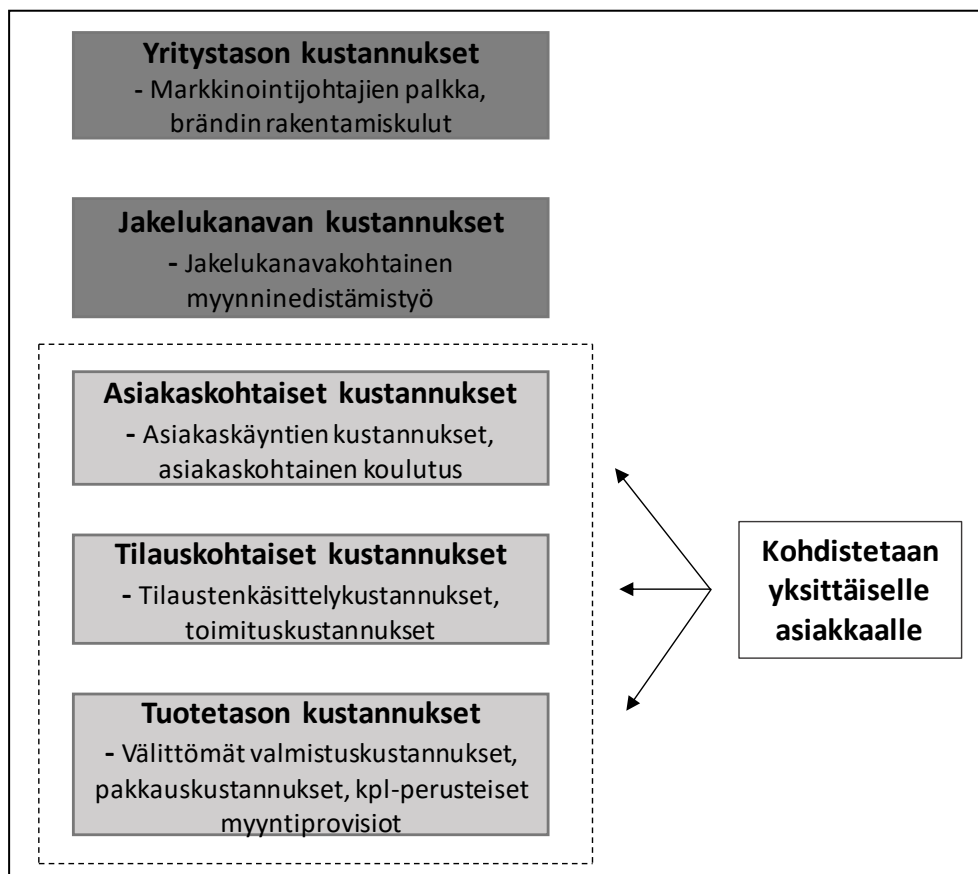 Yritystason kustannukset
- Markkinointijohtajien palkka,
brändin rakentamiskulut
Jakelukanavan kustannukset
- Jakelukanavakohtainen
myynninedistämistyö
Asiakaskohtaiset kustannukset
- Asiakaskäyntien kustannukset,
asiakaskohtainen koulutus
Tilauskohtaiset kustannukset
- Tilaustenkäsittelykustannukset,
toimituskustannukset
Tuotetason kustannukset
- Välittömät valmistuskustannukset,
pakkauskustannukset, kpl-perusteiset
myyntiprovisiot
Kohdistetaan
yksittäiselle
asiakkaalle